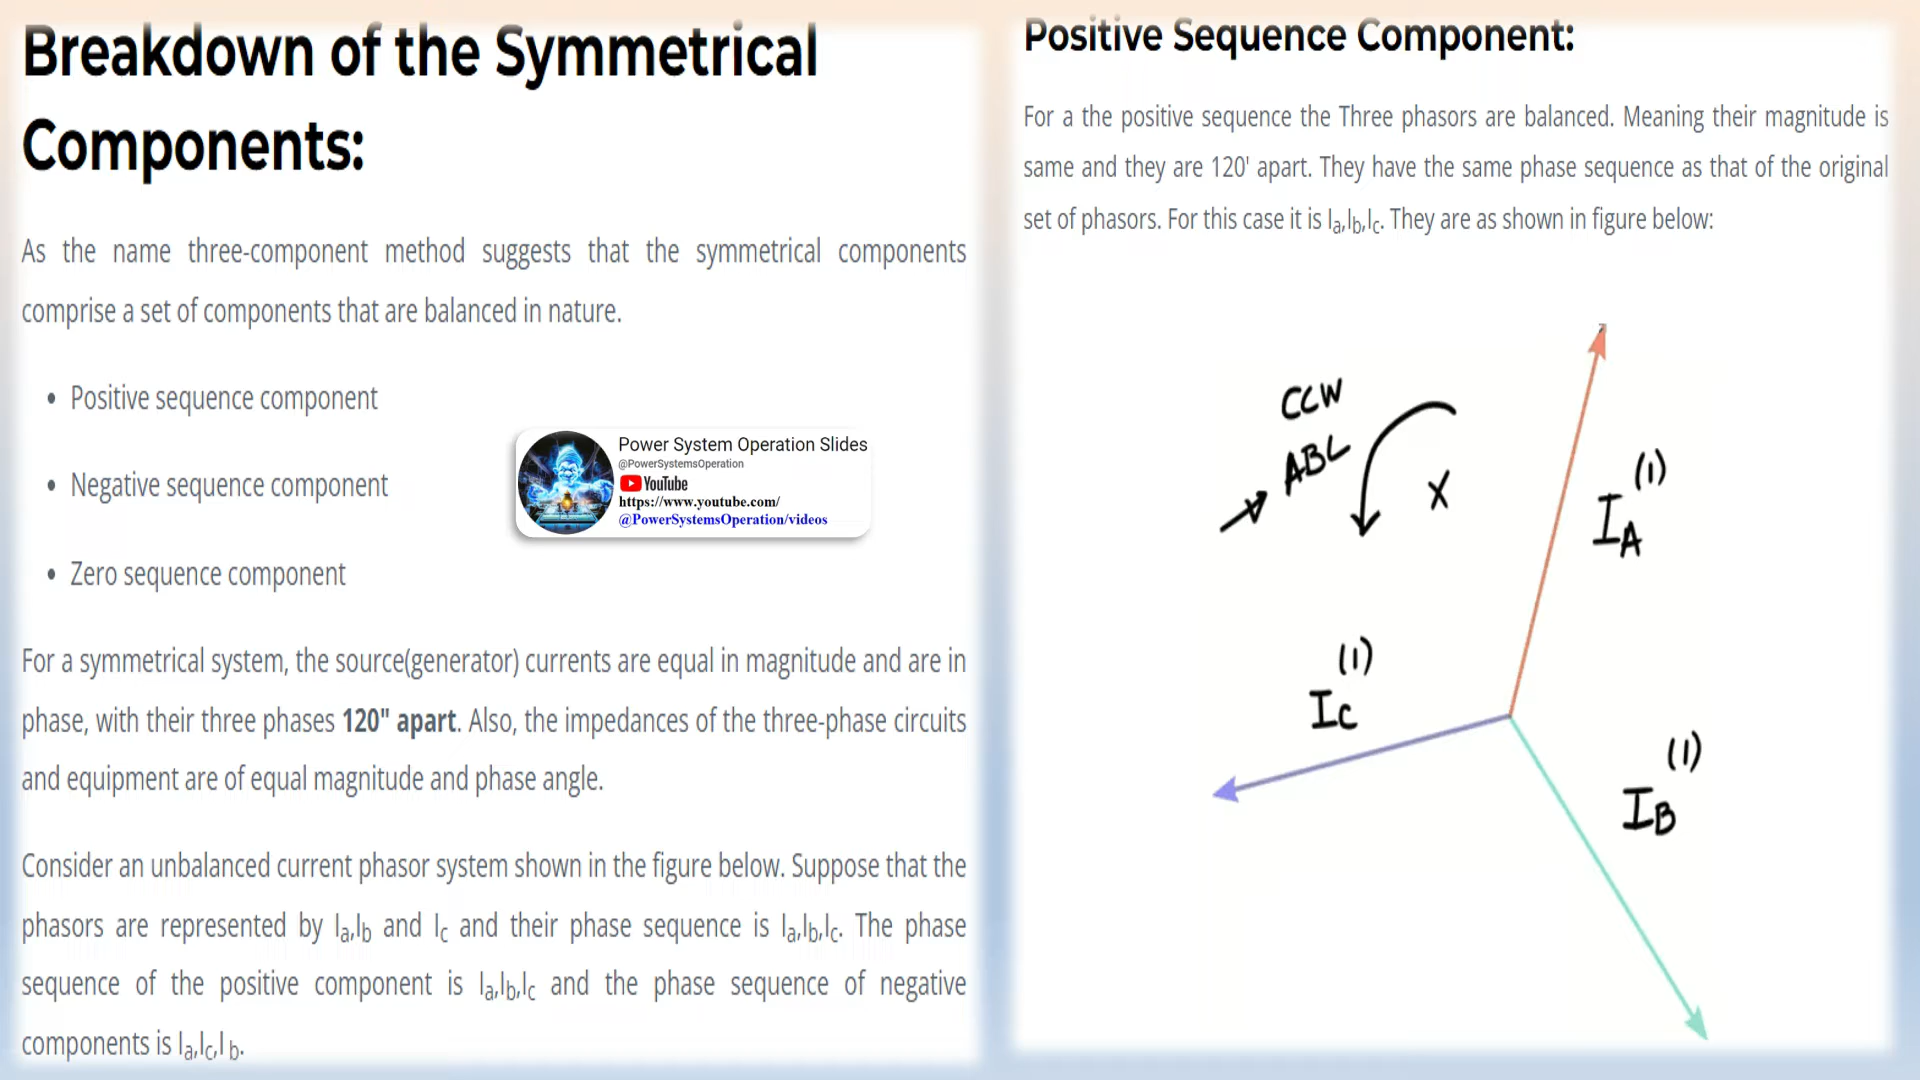 Breakdown of the Symmetrical
Components:
As the name three-component method suggests that the symmetrical components
comprise a set of components that are balanced in nature.
• Positive sequence component
• Negative sequence component
• Zero sequence component
Power System Operation Slides
@PowerSystemsOperation
YouTube
https://www.youtube.com/
@PowerSystemsOperation/videos
For a symmetrical system, the source(generator) currents are equal in magnitude and are in
phase, with their three phases 120" apart. Also, the impedances of the three-phase circuits
and equipment are of equal magnitude and phase angle.
Consider an unbalanced current phasor system shown in the figure below. Suppose that the
phasors are represented by Ia,Ib and Ic and their phase sequence is Ia,Ib,Ic. The phase
sequence of the positive component is Ia,Ib,Ic and the phase sequence of negative
components is Ia,Ic,I b.
Positive Sequence Component:
For a the positive sequence the Three phasors are balanced. Meaning their magnitude is
same and they are 120' apart. They have the same phase sequence as that of the original
set of phasors. For this case it is Ia,Ib,Ic. They are as shown in figure below:
CCW
ABC
X
IA(1)
IC(1)
IB(1)